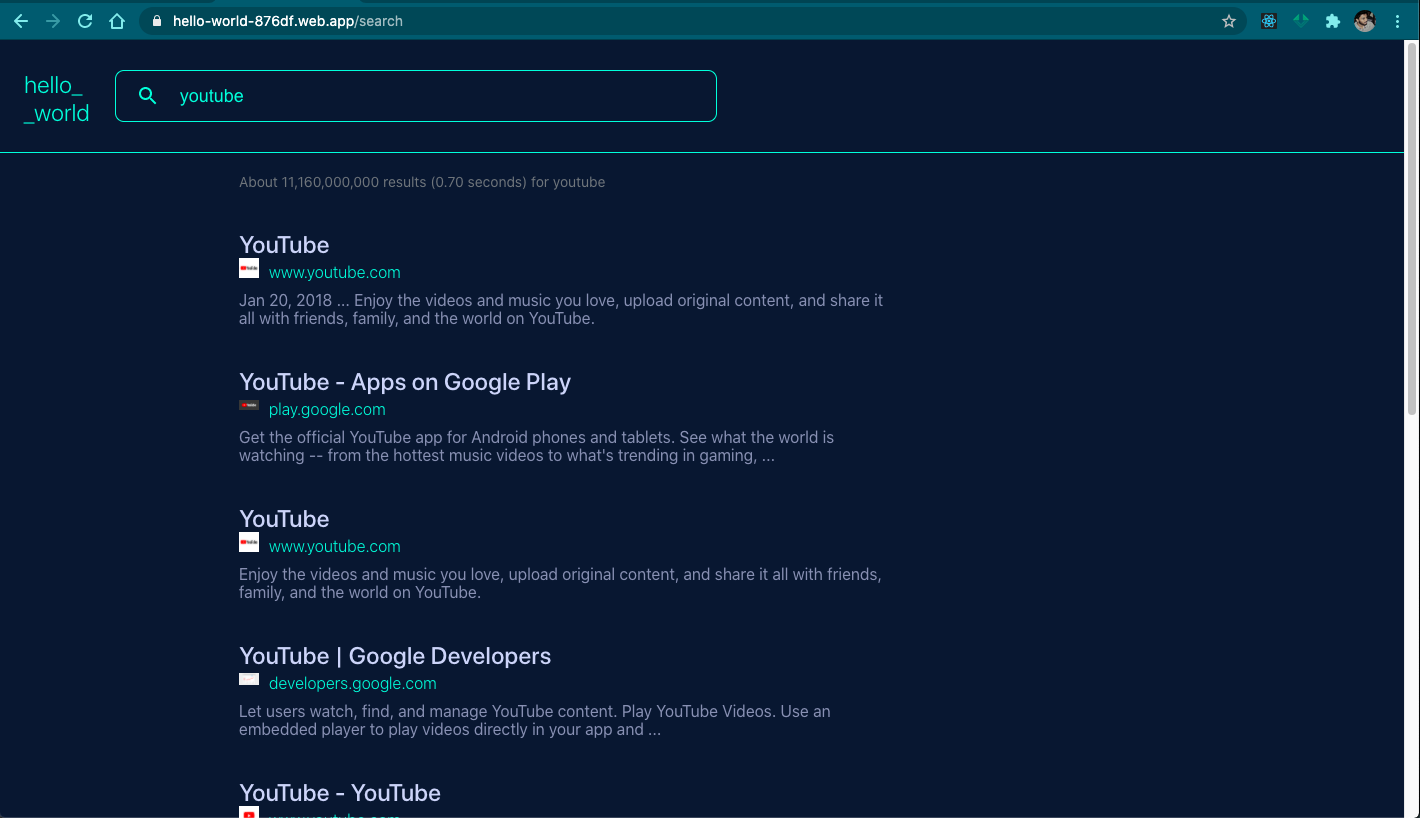 hello-world-876df.web.app/search
hello_
_world
youtube
About 11,160,000,000 results (0.70 seconds) for youtube
YouTube
www.youtube.com
Jan 20, 2018 ... Enjoy the videos and music you love, upload original content, and share it
all with friends, family, and the world on YouTube.
YouTube - Apps on Google Play
play.google.com
Get the official YouTube app for Android phones and tablets. See what the world is
watching -- from the hottest music videos to what's trending in gaming, ...
YouTube
www.youtube.com
Enjoy the videos and music you love, upload original content, and share it all with friends,
family, and the world on YouTube.
YouTube | Google Developers
developers.google.com
Let users watch, find, and manage YouTube content. Play YouTube Videos. Use an
embedded player to play videos directly in your app and ...
YouTube - YouTube